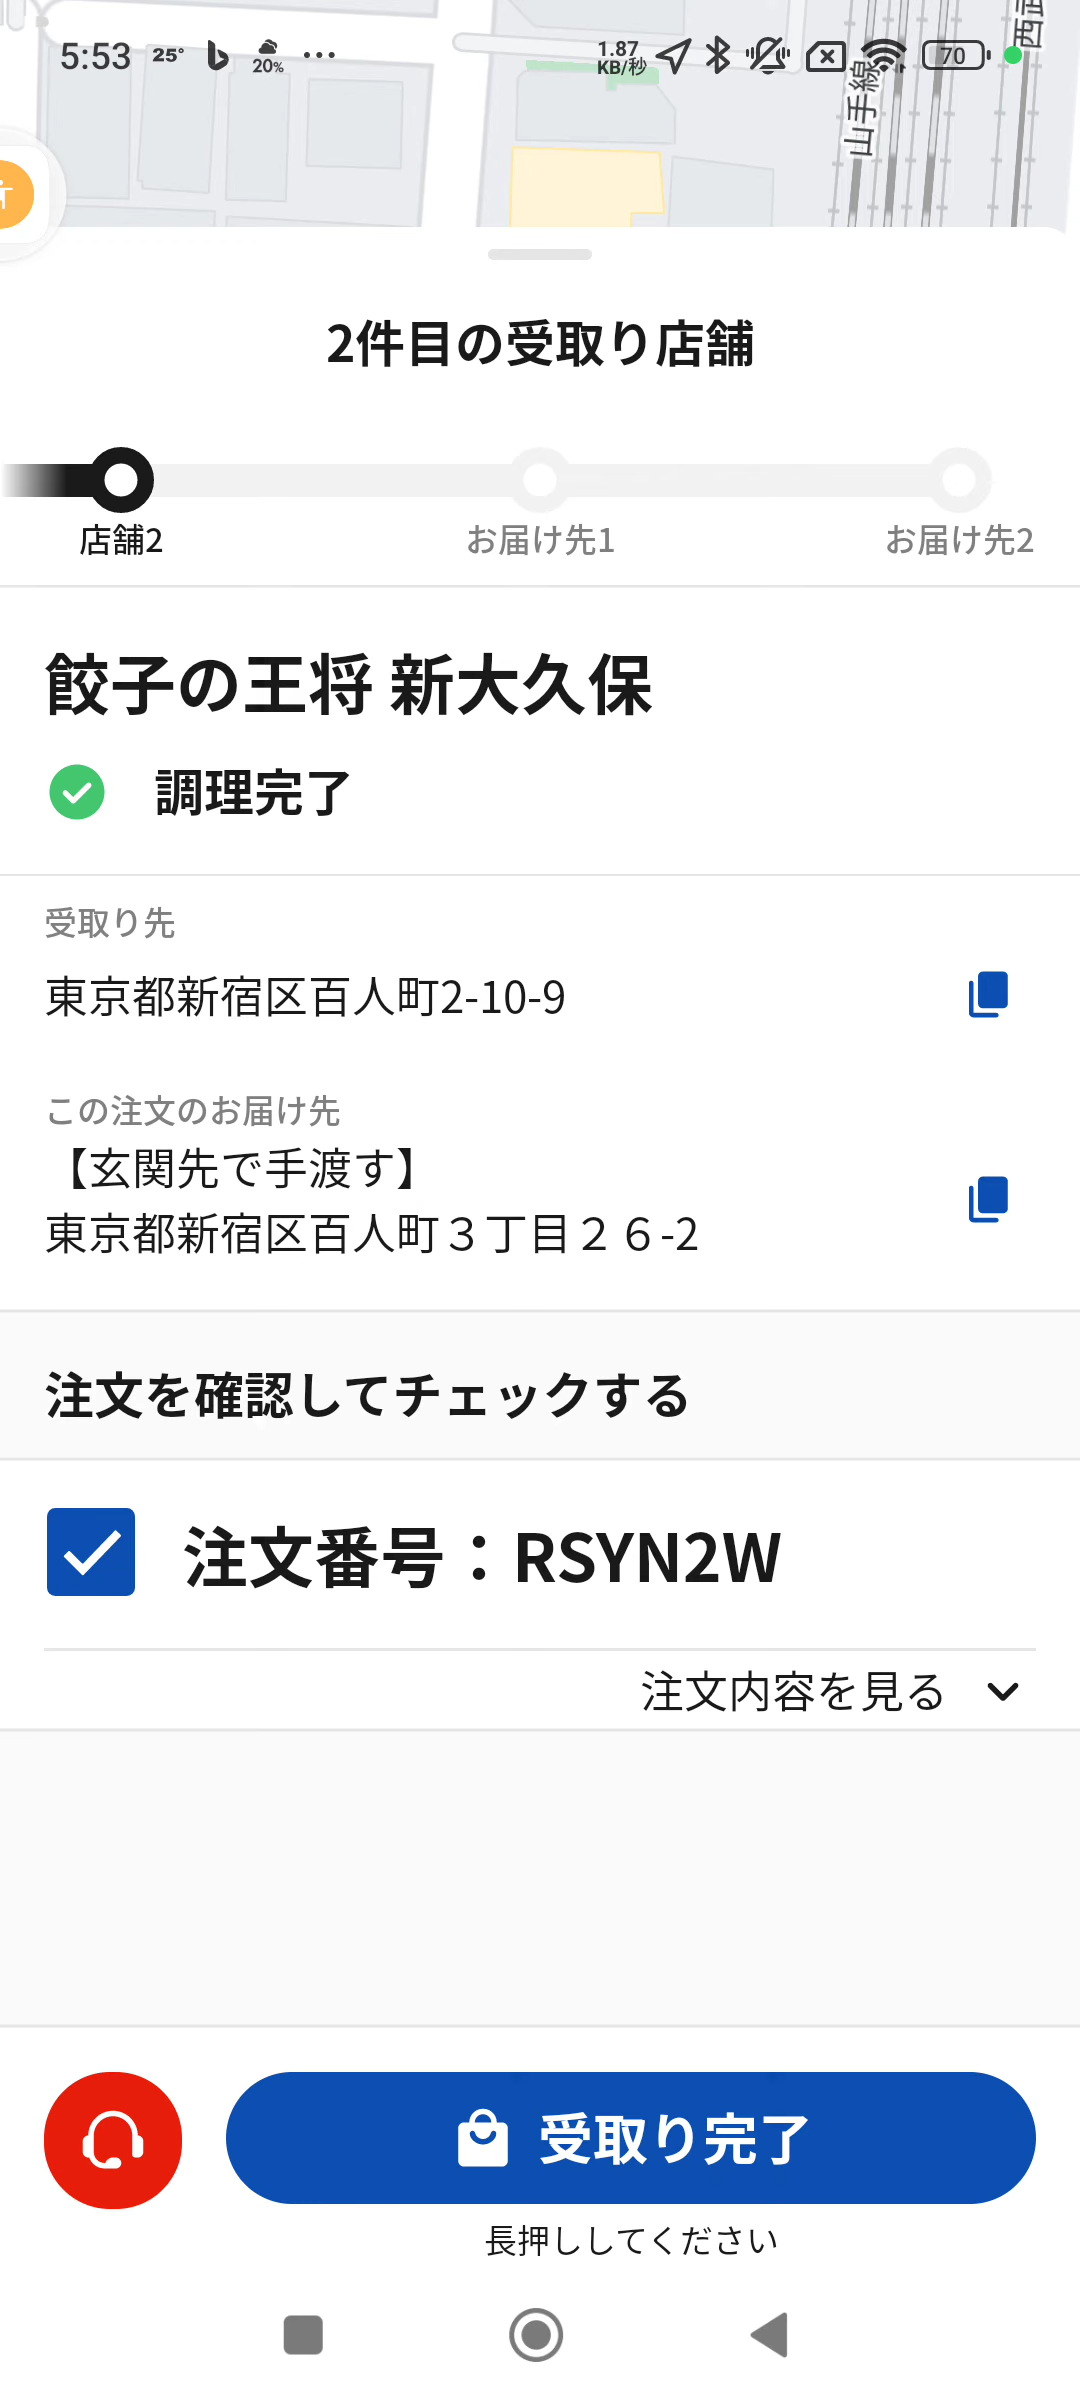 5:53 25° 20% ... 1.87 KB/秒 70
山手線
西武
2件目の受取り店舗
店舗2 お届け先1 お届け先2
餃子の王将 新大久保
調理完了
受取り先
東京都新宿区百人町2-10-9
この注文のお届け先
【玄関先で手渡す】
東京都新宿区百人町３丁目２６-2
注文を確認してチェックする
注文番号：RSYN2W
注文内容を見る
受取り完了
長押ししてください